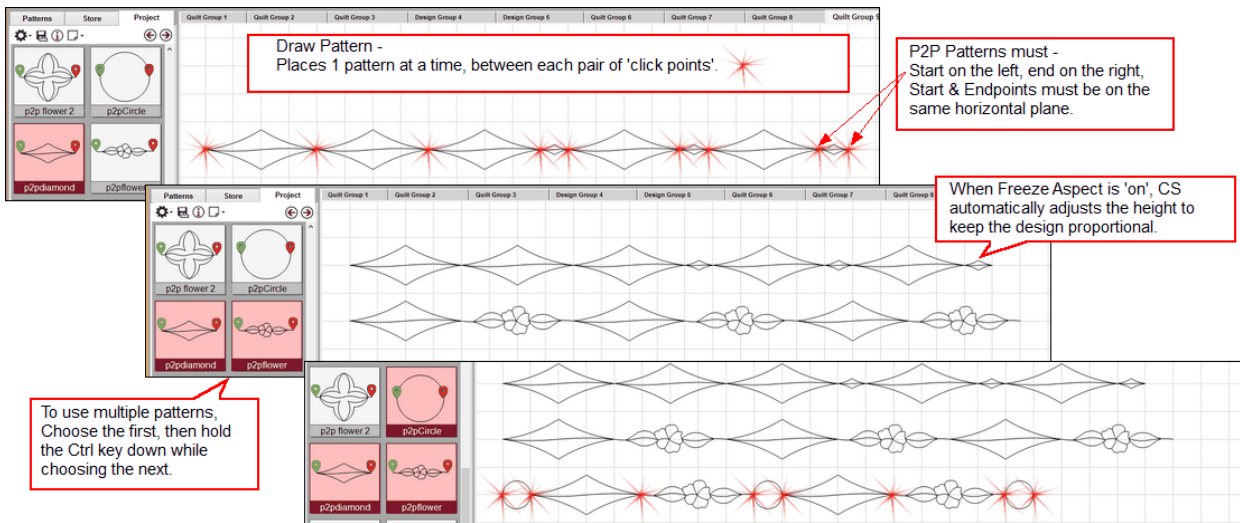 Patterns Store Project
Quilt Group 1 Quilt Group 2 Quilt Group 3 Design Group 4 Design Group 5 Quilt Group 6 Quilt Group 7 Quilt Group 8 Quilt Group 9
Draw Pattern -
Places 1 pattern at a time, between each pair of 'click points'.
P2P Patterns must -
Start on the left, end on the right,
Start & Endpoints must be on the
same horizontal plane.
p2p flower 2 p2pCircle
p2pdiamond p2pflower
Patterns Store Project
Quilt Group 1 Quilt Group 2 Quilt Group 3 Design Group 4 Design Group 5 Quilt Group 6 Quilt Group 7 Quilt Group 8
When Freeze Aspect is 'on', CS
automatically adjusts the height to
keep the design proportional.
p2p flower 2 p2pCircle
p2pdiamond p2pflower
To use multiple patterns,
Choose the first, then hold
the Ctrl key down while
choosing the next.
p2p flower 2 p2pCircle
p2pdiamond p2pflower